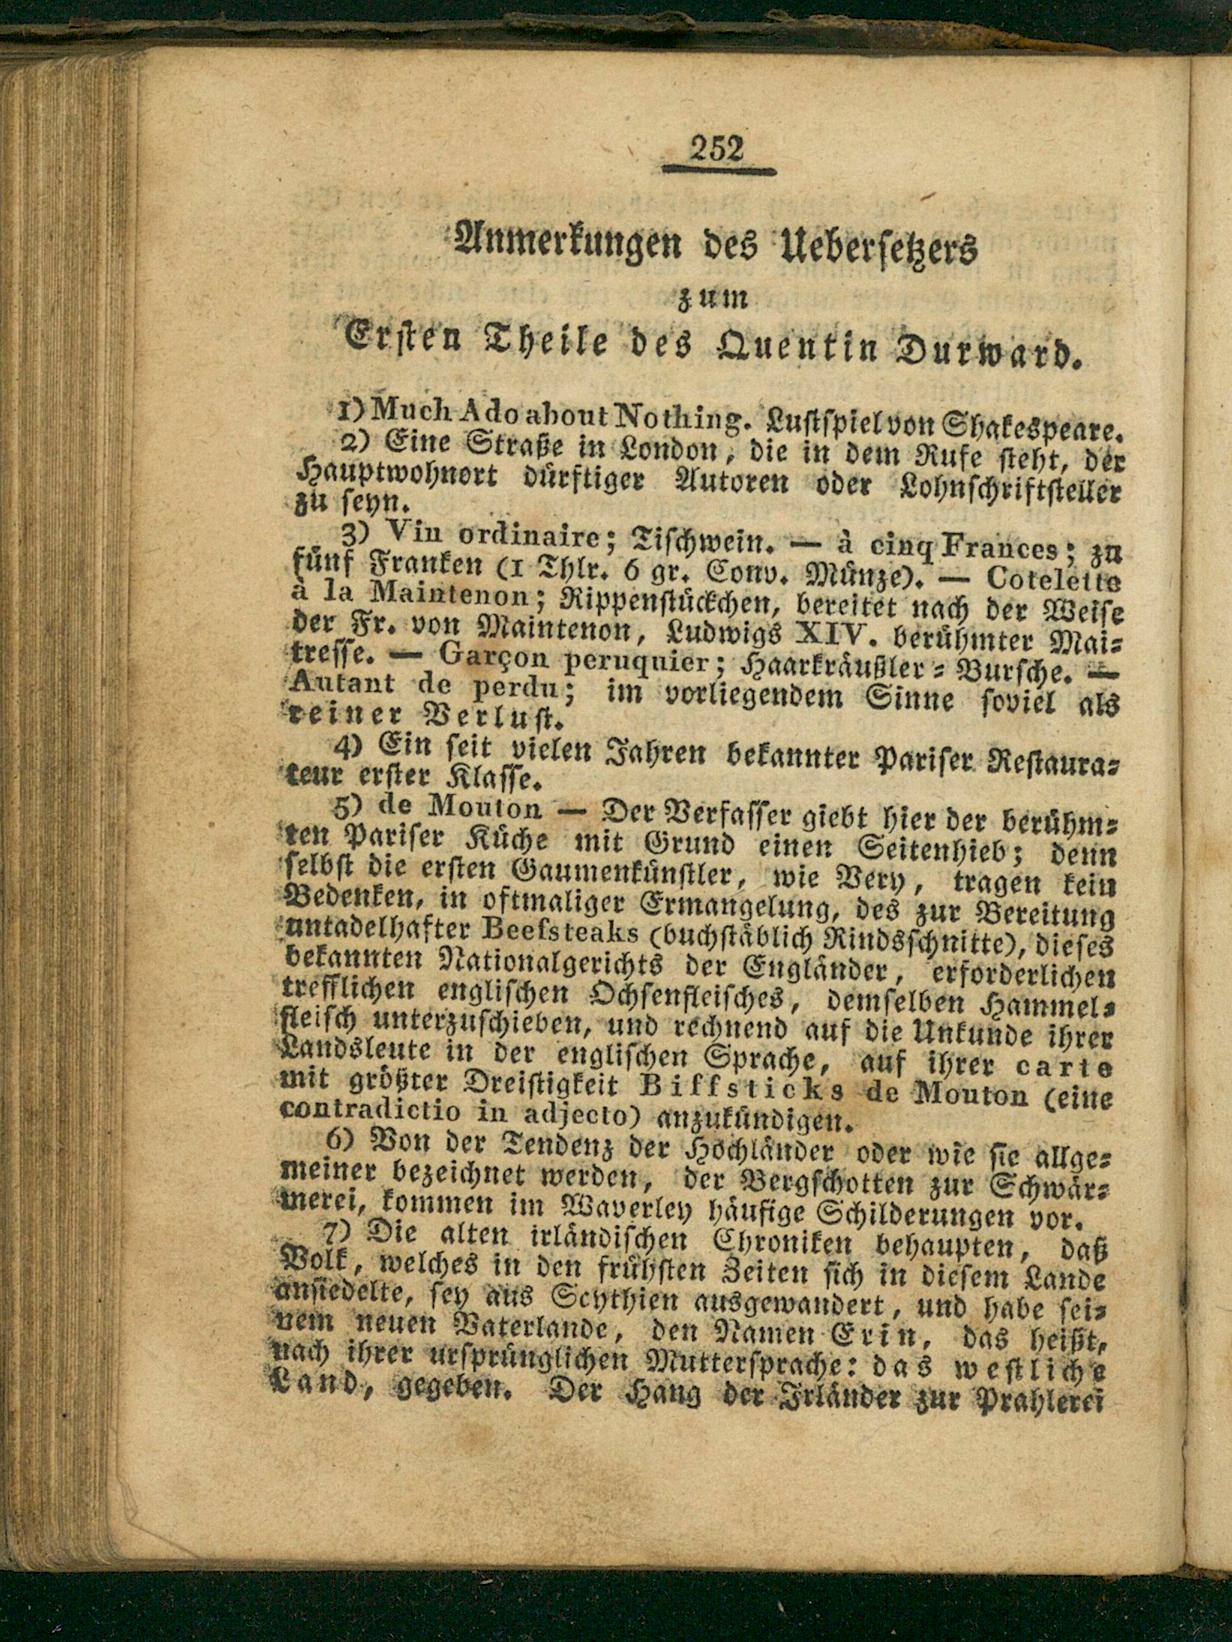 252
Anmerkungen des Uebersetzers
zum
Ersten Theile des Quentin Durward.
1) Much Ado about Nothing. Lustspiel von Shakespeare.
2) Eine Straße in London, die in dem Rufe steht, der
Hauptwohnort dürftiger Autoren oder Lohnschriftsteller
zu seyn.
3) Vin ordinaire; Tischwein. — à cinq Frances; zu
fünf Franken (1 Thlr. 6 gr. Conv. Münze). — Cotelette
à la Maintenon; Rippenstückchen, bereitet nach der Weise
der Fr. von Maintenon, Ludwigs XIV. berühmter Mai-
tresse. — Garçon peruquier; Haarkräußler-Bursche. —
Autant de perdu; im vorliegendem Sinne soviel als
reiner Verlust.
4) Ein seit vielen Jahren bekannter Pariser Restaura-
teur erster Klasse.
5) de Mouton — Der Verfasser giebt hier der berühm-
ten Pariser Küche mit Grund einen Seitenhieb; denn
selbst die ersten Gaumenkünstler, wie Very, tragen kein
Bedenken, in oftmaliger Ermangelung, des zur Bereitung
untadelhafter Beefsteaks (buchstäblich Rindsschnitte), dieses
bekannten Nationalgerichts der Engländer, erforderlichen
trefflichen englischen Ochsenfleisches, demselben Hammel-
fleisch unterzuschieben, und rechnend auf die Unkunde ihrer
Landsleute in der englischen Sprache, auf ihrer carte
mit größter Dreistigkeit Biffsticks de Mouton (eine
contradictio in adjecto) anzukündigen.
6) Von der Tendenz der Hochländer oder wie sie allge-
meiner bezeichnet werden, der Bergschotten zur Schwär-
merei, kommen im Waverley häufige Schilderungen vor.
7) Die alten irländischen Chroniken behaupten, daß
Volk, welches in den frühsten Zeiten sich in diesem Lande
ansiedelte, sey aus Scythien ausgewandert, und habe sei-
nem neuen Vaterlande, den Namen Erin, das heißt,
nach ihrer ursprünglichen Muttersprache: das westliche
Land, gegeben. Der Hang der Irländer zur Prahlerei